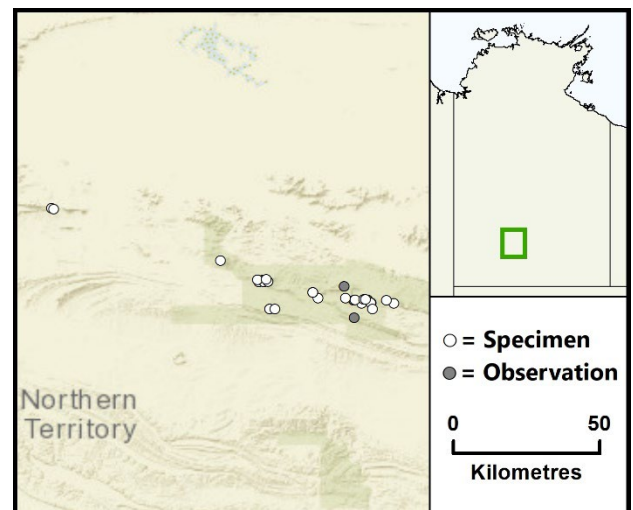 Northern
Territory
○ = Specimen
● = Observation
0 50
Kilometres